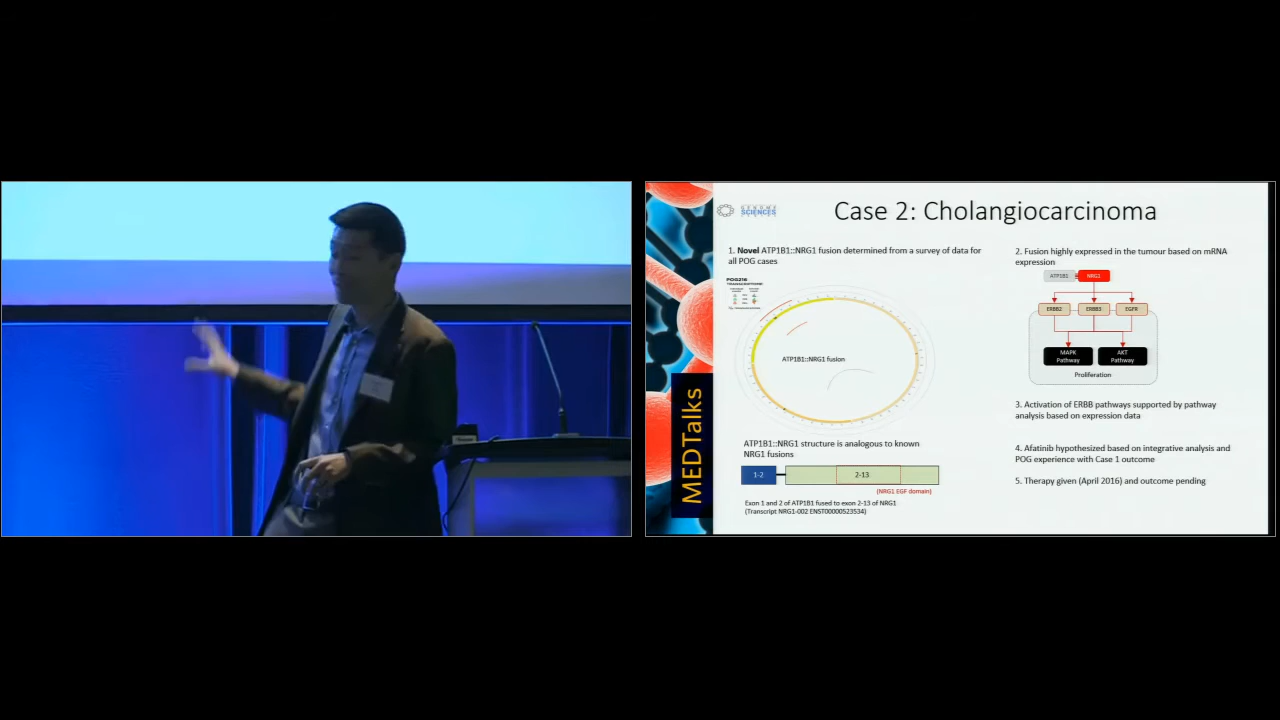 GENOME
SCIENCES
Case 2: Cholangiocarcinoma
1. Novel ATP1B1::NRG1 fusion determined from a survey of data for
all POG cases
POG216
TRANSCRIPTOME
ATP1B1::NRG1 fusion
ATP1B1::NRG1 structure is analogous to known
NRG1 fusions
1-2
2-13
(NRG1 EGF domain)
Exon 1 and 2 of ATP1B1 fused to exon 2-13 of NRG1
(Transcript NRG1-002 ENST00000523534)
2. Fusion highly expressed in the tumour based on mRNA
expression
ATP1B1 NRG1
ERBB2 ERBB3 EGFR
MAPK
Pathway
AKT
Pathway
Proliferation
3. Activation of ERBB pathways supported by pathway
analysis based on expression data
4. Afatinib hypothesized based on integrative analysis and
POG experience with Case 1 outcome
5. Therapy given (April 2016) and outcome pending
MEDTalks